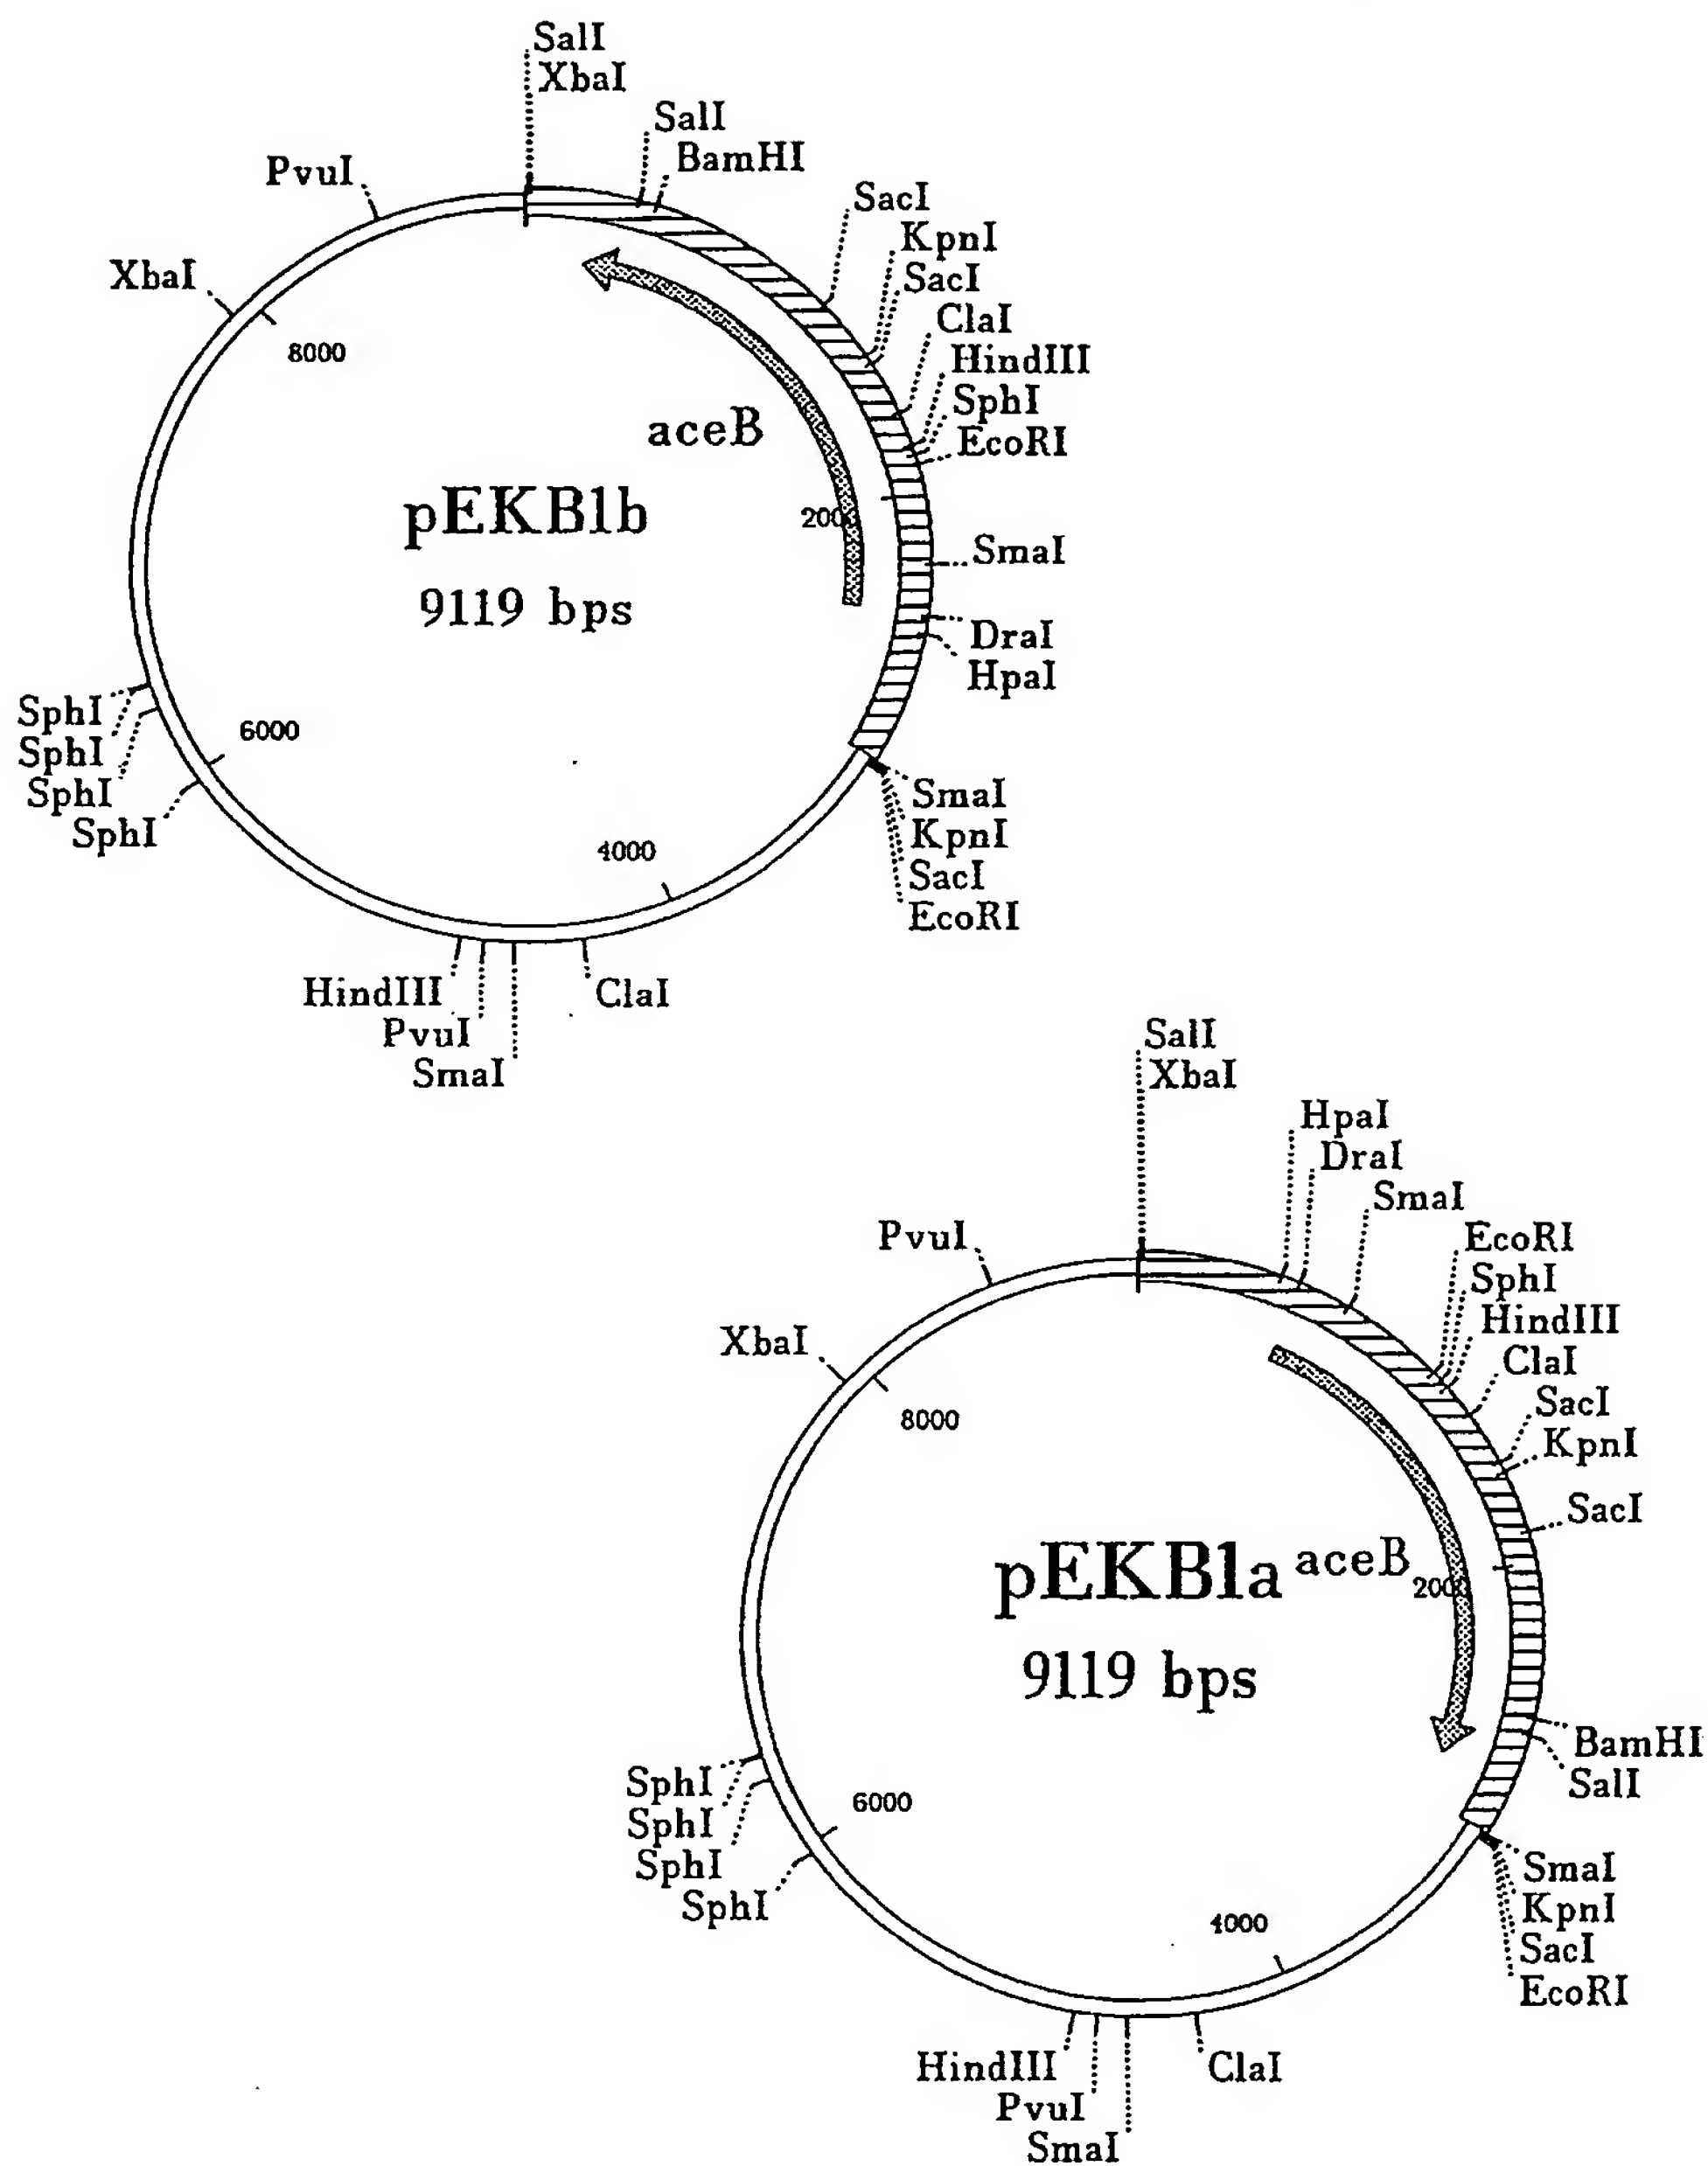 SalI
XbaI
SalI
BamHI
PvuI
SacI
KpnI
SacI
XbaI
ClaI
HindIII
8000
SphI
aceB
EcoRI
pEKB1b
2000
SmaI
9119 bps
DraI
HpaI
SphI
6000
SphI
SphI
SmaI
SphI
KpnI
4000
SacI
EcoRI
HindIII
ClaI
PvuI
SmaI
SalI
XbaI
HpaI
DraI
SmaI
PvuI
EcoRI
SphI
HindIII
XbaI
ClaI
SacI
8000
KpnI
SacI
pEKB1a
aceB
2000
9119 bps
BamHI
SphI
SalI
6000
SphI
SphI
SmaI
SphI
KpnI
4000
SacI
EcoRI
HindIII
ClaI
PvuI
SmaI